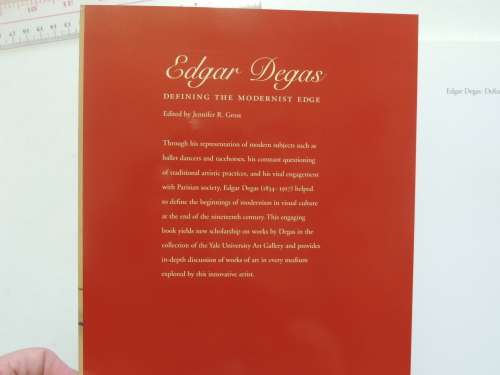 Edgar Degas
DEFINING THE MODERNIST EDGE
Edited by Jennifer R. Gross
Through his representation of modern subjects such as
ballet dancers and racehorses, his constant questioning
of traditional artistic practices, and his vital engagement
with Parisian society, Edgar Degas (1834–1917) helped
to define the beginnings of modernism in visual culture
at the end of the nineteenth century. This engaging
book yields new scholarship on works by Degas in the
collection of the Yale University Art Gallery and provides
in-depth discussion of works of art in every medium
explored by this innovative artist.
Edgar Degas: